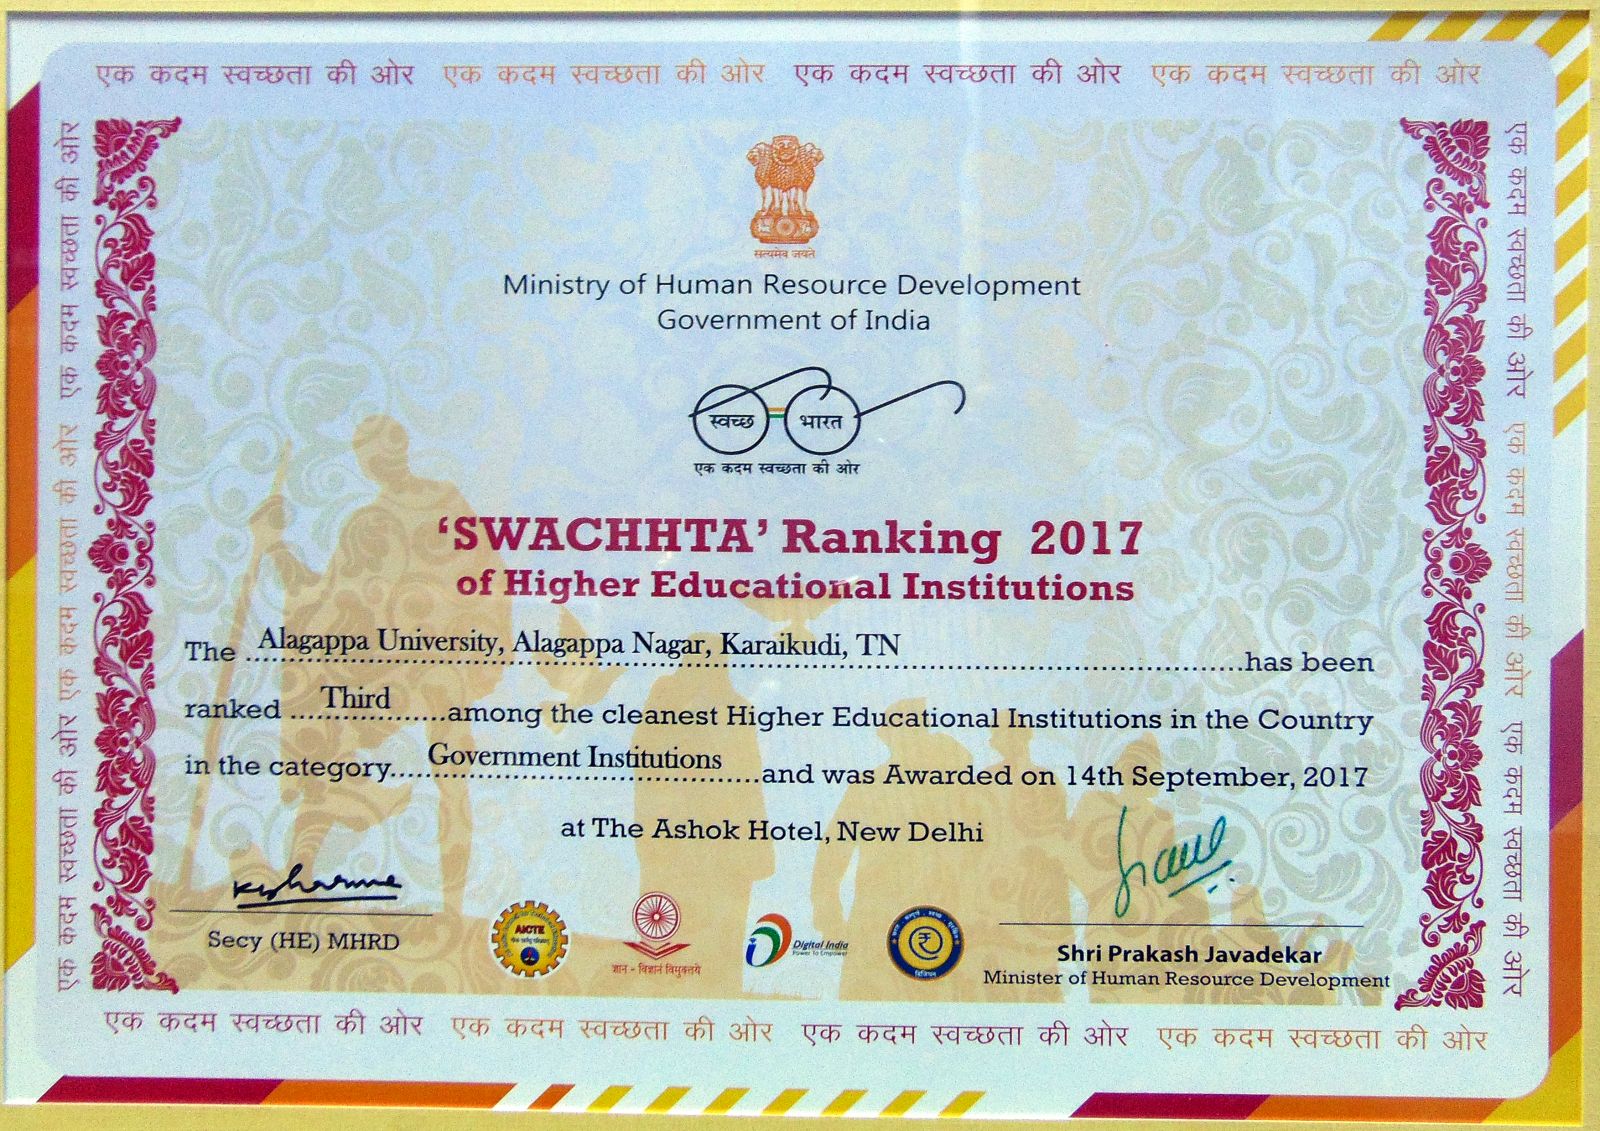 एक कदम स्वच्छता की ओर एक कदम स्वच्छता की ओर एक कदम स्वच्छता की ओर एक कदम स्वच्छता की ओर
एक कदम स्वच्छता की ओर एक कदम स्वच्छता की ओर एक कदम स्वच्छता की ओर
एक कदम स्वच्छता की ओर एक कदम स्वच्छता की ओर एक कदम स्वच्छता की ओर
सत्यमेव जयते
Ministry of Human Resource Development
Government of India
स्वच्छ भारत
एक कदम स्वच्छता की ओर
‘SWACHHTA’ Ranking 2017
of Higher Educational Institutions
The Alagappa University, Alagappa Nagar, Karaikudi, TN has been
ranked Third among the cleanest Higher Educational Institutions in the Country
in the category Government Institutions and was Awarded on 14th September, 2017
at The Ashok Hotel, New Delhi
Secy (HE) MHRD
AICTE
ज्ञान - विज्ञानं विमुक्तये
Digital India
Power To Empower
Shri Prakash Javadekar
Minister of Human Resource Development
एक कदम स्वच्छता की ओर एक कदम स्वच्छता की ओर एक कदम स्वच्छता की ओर एक कदम स्वच्छता की ओर